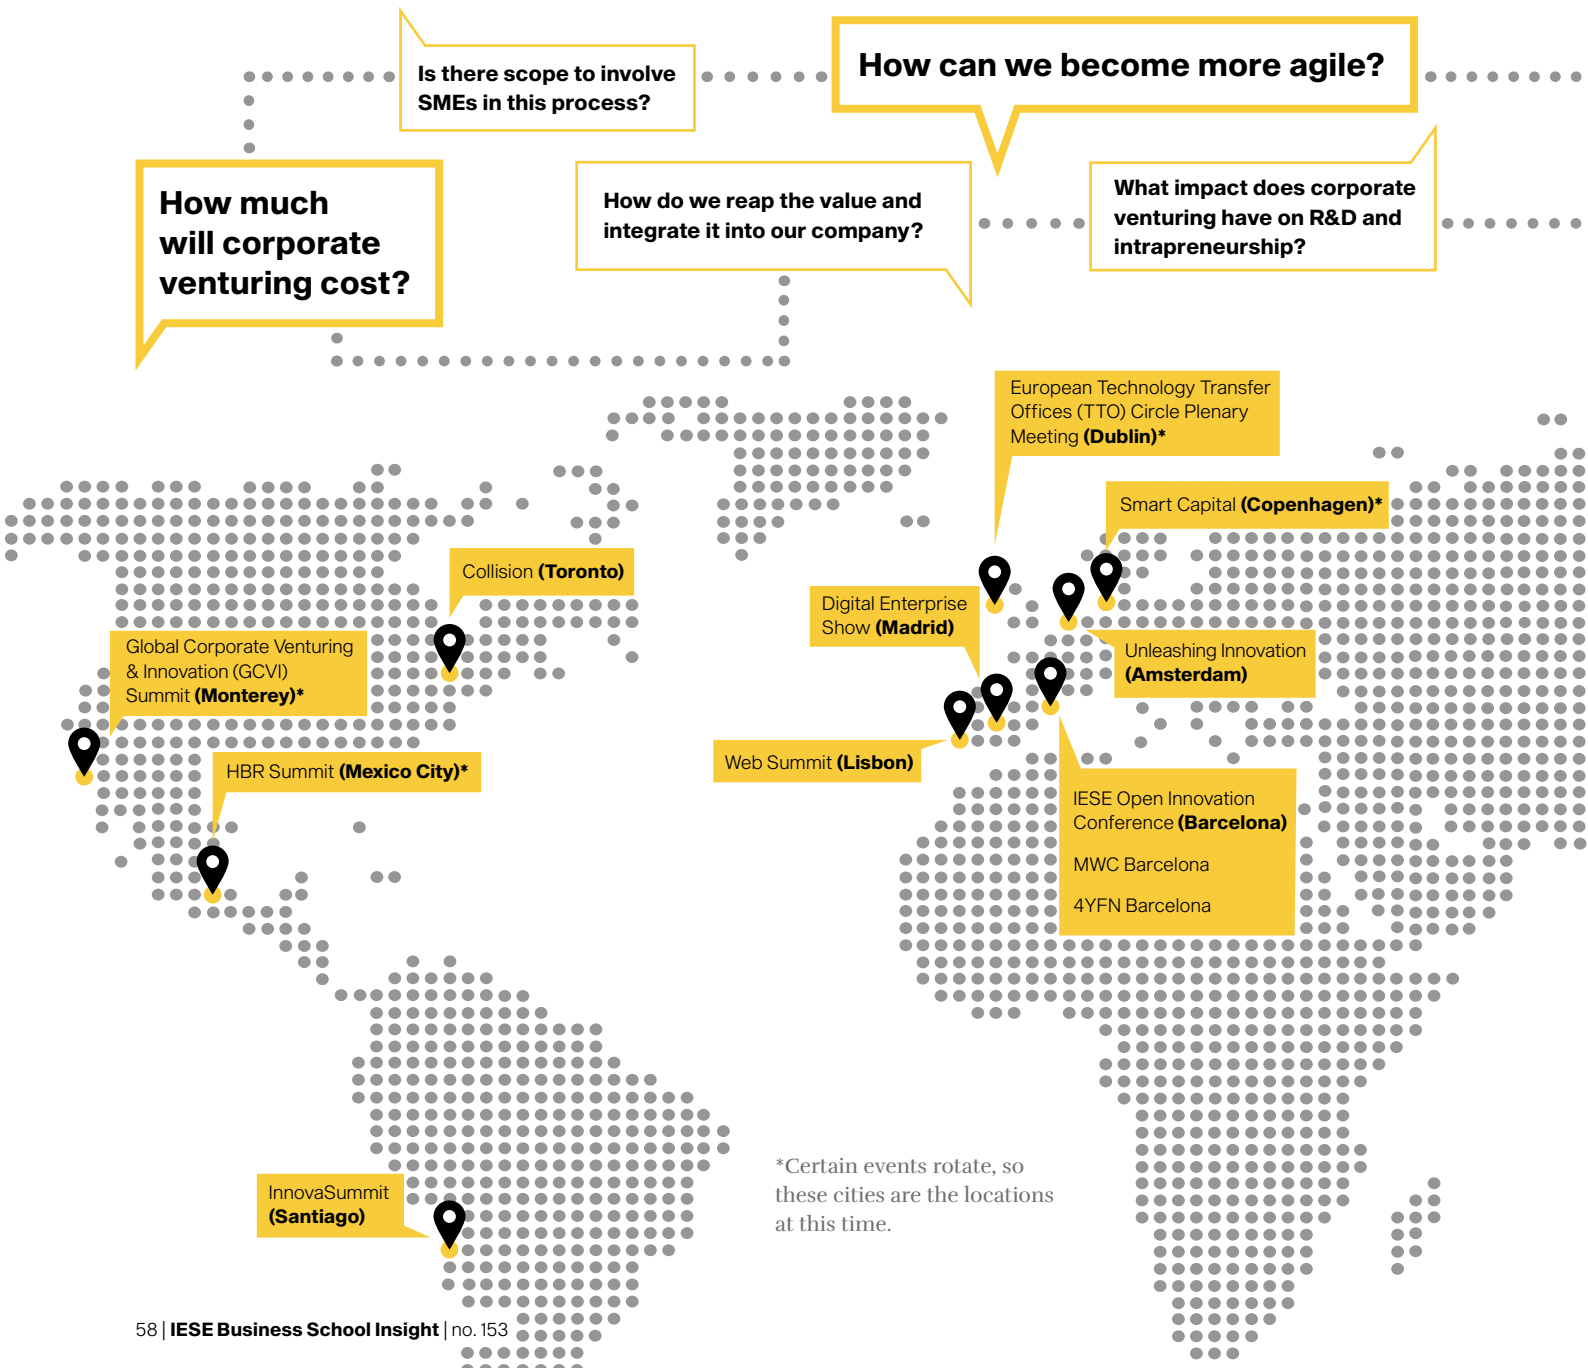 Is there scope to involve
SMEs in this process?
How can we become more agile?
How much
will corporate
venturing cost?
How do we reap the value and
integrate it into our company?
What impact does corporate
venturing have on R&D and
intrapreneurship?
European Technology Transfer
Offices (TTO) Circle Plenary
Meeting (Dublin)*
Smart Capital (Copenhagen)*
Collision (Toronto)
Digital Enterprise
Show (Madrid)
Global Corporate Venturing
& Innovation (GCVI)
Summit (Monterey)*
Unleashing Innovation
(Amsterdam)
Web Summit (Lisbon)
HBR Summit (Mexico City)*
IESE Open Innovation
Conference (Barcelona)
MWC Barcelona
4YFN Barcelona
*Certain events rotate, so
these cities are the locations
at this time.
InnovaSummit
(Santiago)
58 | IESE Business School Insight | no. 153